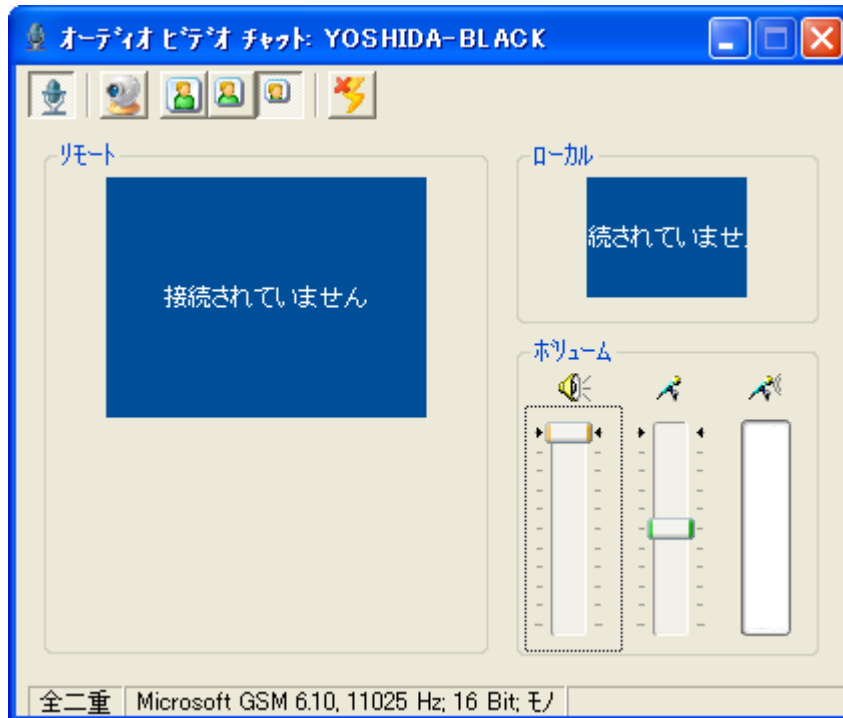 オーディオ ビデオ チャット: YOSHIDA-BLACK
リモート
接続されていません
ローカル
続されていませ
ボリューム
全二重
Microsoft GSM 6.10, 11025 Hz; 16 Bit; モノ